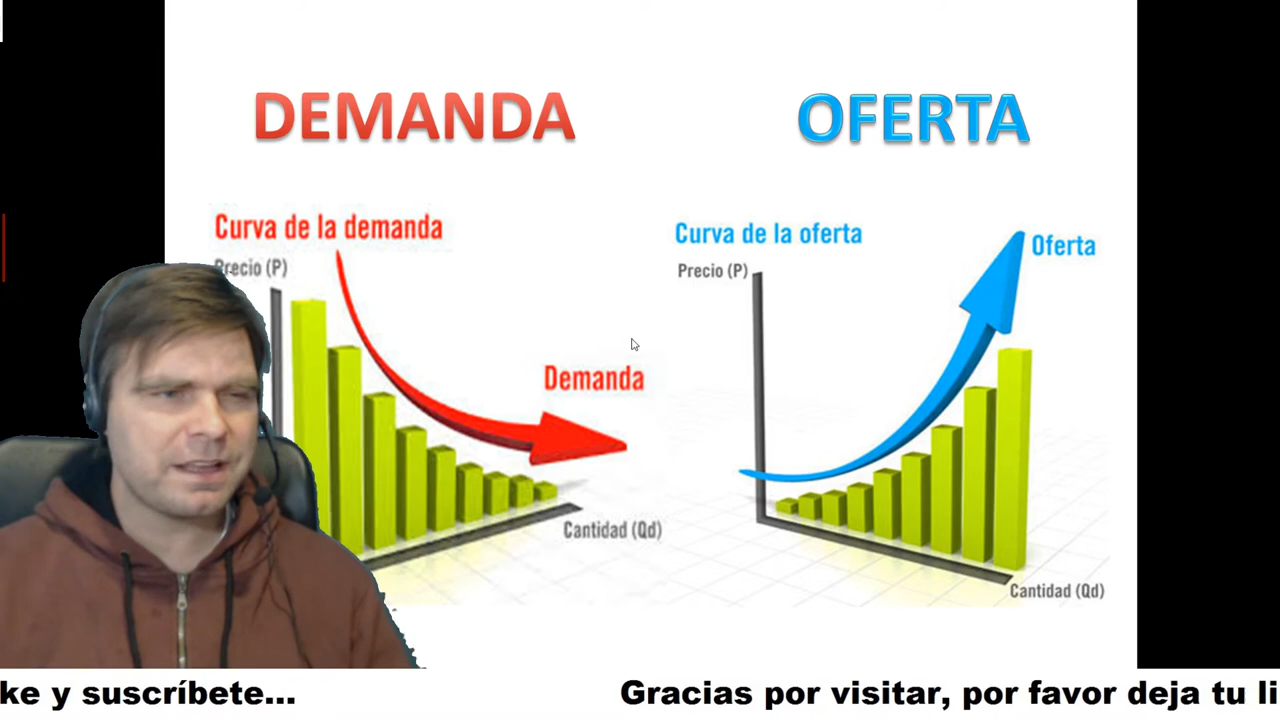 DEMANDA
OFERTA
Curva de la demanda
Precio (P)
Demanda
Cantidad (Qd)
Curva de la oferta
Precio (P)
Oferta
Cantidad (Qd)
ke y suscríbete...
Gracias por visitar, por favor deja tu li